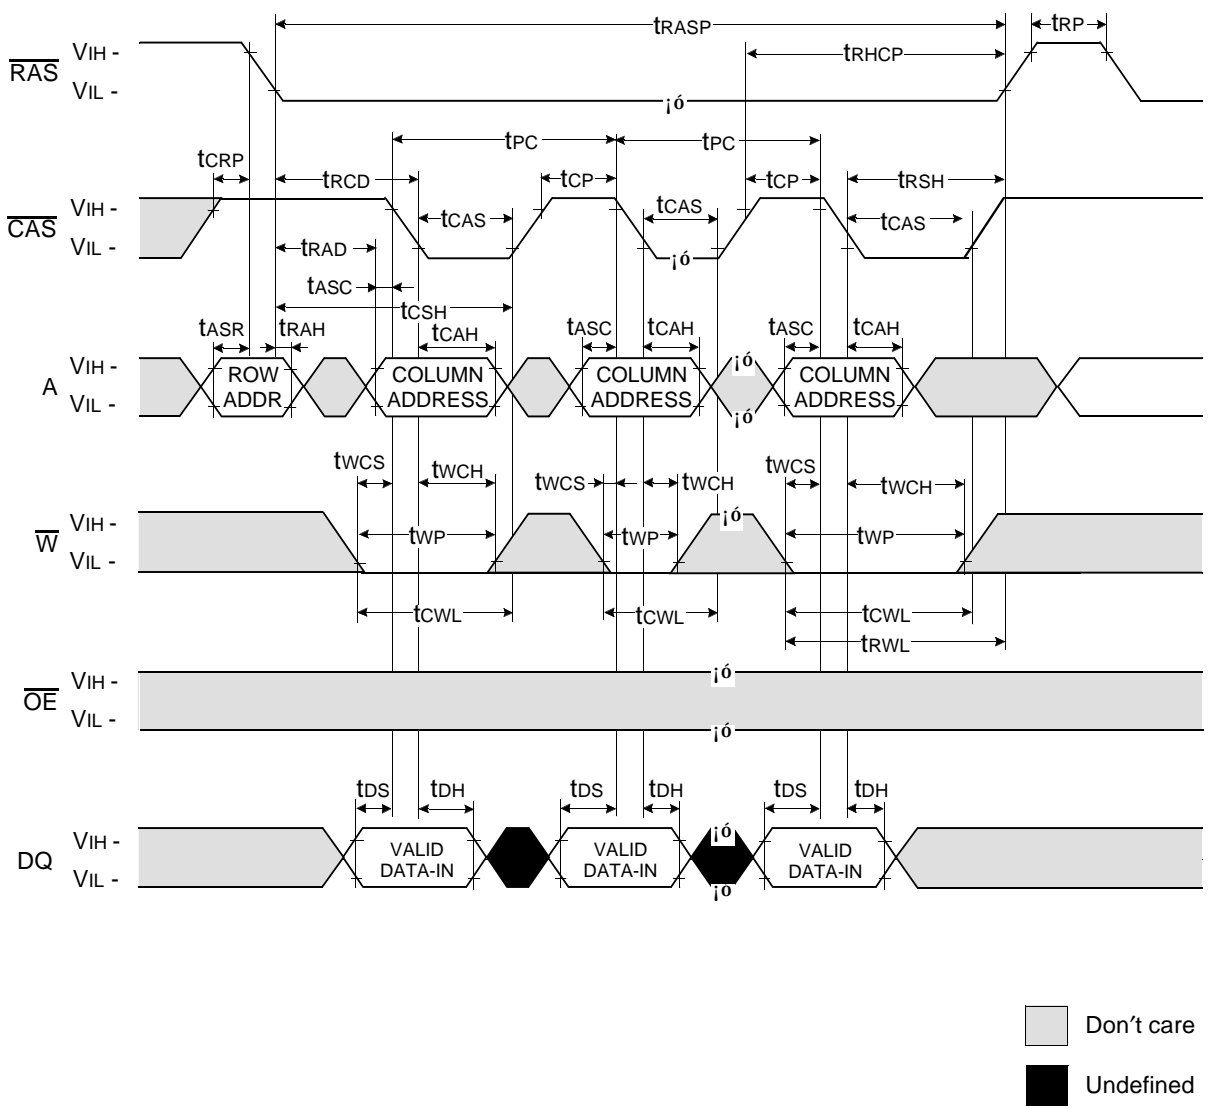 tRASP
tRP
tRHCP
RAS
VIH -
VIL -
¡ó
tPC
tPC
tCRP
tRCD
tCP
tCP
tRSH
CAS
VIH -
VIL -
tCAS
tCAS
tCAS
¡ó
tRAD
tASC
tCSH
tASR
tRAH
tCAH
tASC
tCAH
tASC
tCAH
A
VIH -
VIL -
ROW
ADDR
COLUMN
ADDRESS
COLUMN
ADDRESS
¡ó
¡ó
COLUMN
ADDRESS
tWCS
tWCH
tWCS
tWCH
tWCS
tWCH
W
VIH -
VIL -
tWP
tWP
¡ó
tWP
tCWL
tCWL
tCWL
tRWL
OE
VIH -
VIL -
¡ó
¡ó
tDS
tDH
tDS
tDH
tDS
tDH
DQ
VIH -
VIL -
VALID
DATA-IN
VALID
DATA-IN
¡ó
¡ó
VALID
DATA-IN
Don′t care
Undefined